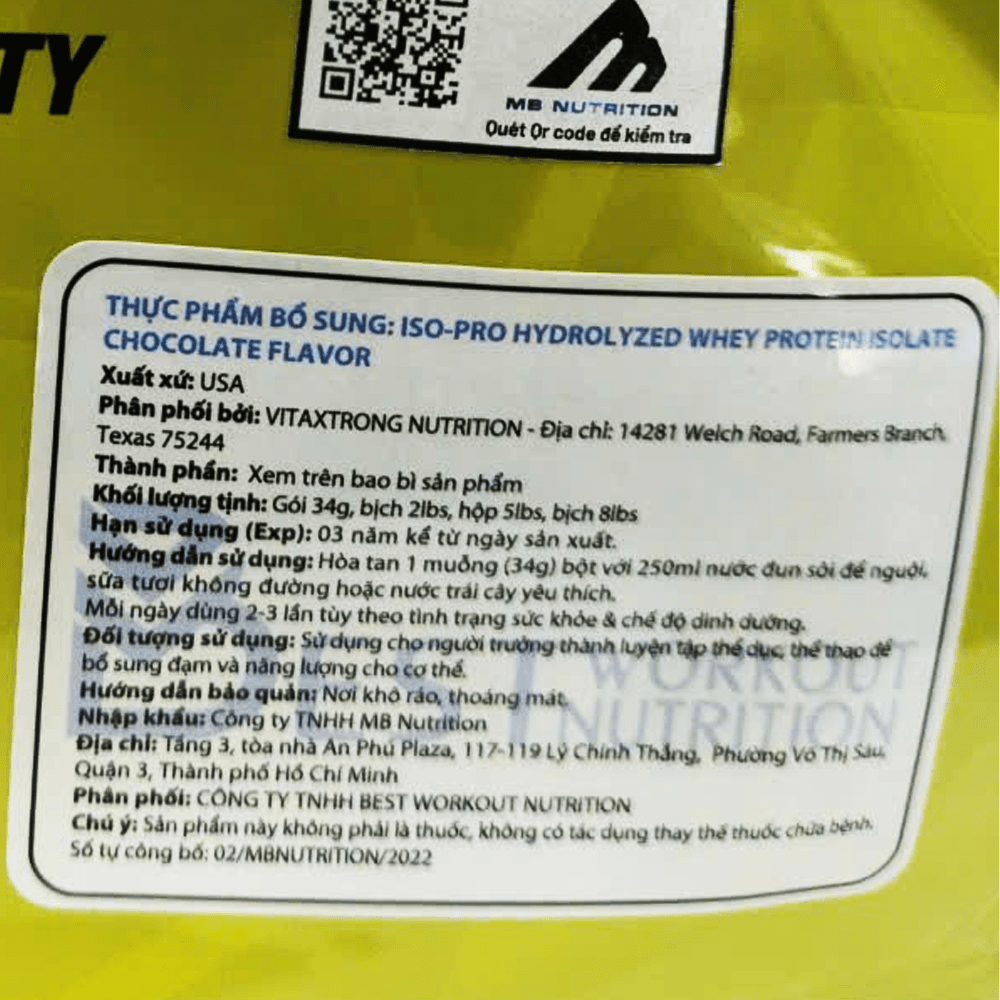 TY
MB NUTRITION
Quét Qr code để kiểm tra
THỰC PHẨM BỔ SUNG: ISO-PRO HYDROLYZED WHEY PROTEIN ISOLATE
CHOCOLATE FLAVOR
Xuất xứ: USA
Phân phối bởi: VITAXTRONG NUTRITION - Địa chỉ: 14281 Welch Road, Farmers Branch,
Texas 75244
Thành phần: Xem trên bao bì sản phẩm
Khối lượng tịnh: Gói 34g, bịch 2lbs, hộp 5lbs, bịch 8lbs
Hạn sử dụng (Exp): 03 năm kể từ ngày sản xuất.
Hướng dẫn sử dụng: Hòa tan 1 muỗng (34g) bột với 250ml nước đun sôi để nguội,
sữa tươi không đường hoặc nước trái cây yêu thích.
Mỗi ngày dùng 2-3 lần tùy theo tình trạng sức khỏe & chế độ dinh dưỡng.
Đối tượng sử dụng: Sử dụng cho người trưởng thành luyện tập thể dục, thể thao để
bổ sung đạm và năng lượng cho cơ thể.
Hướng dẫn bảo quản: Nơi khô ráo, thoáng mát.
Nhập khẩu: Công ty TNHH MB Nutrition
Địa chỉ: Tầng 3, tòa nhà An Phú Plaza, 117-119 Lý Chính Thắng, Phường Võ Thị Sáu,
Quận 3, Thành phố Hồ Chí Minh
Phân phối: CÔNG TY TNHH BEST WORKOUT NUTRITION
Chú ý: Sản phẩm này không phải là thuốc, không có tác dụng thay thế thuốc chữa bệnh.
Số tự công bố: 02/MBNUTRITION/2022
WORKOUT
NUTRITION